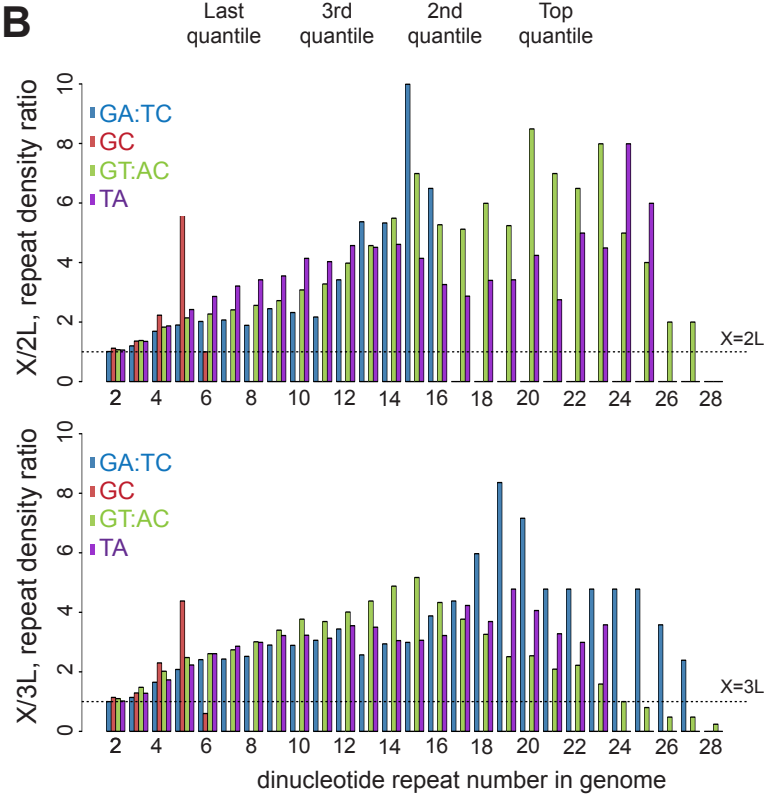 B
Last quantile
3rd quantile
2nd quantile
Top quantile
X/2L, repeat density ratio
10
8
6
4
2
0
GA:TC
GC
GT:AC
TA
X=2L
2 4 6 8 10 12 14 16 18 20 22 24 26 28
X/3L, repeat density ratio
10
8
6
4
2
0
GA:TC
GC
GT:AC
TA
X=3L
2 4 6 8 10 12 14 16 18 20 22 24 26 28
dinucleotide repeat number in genome